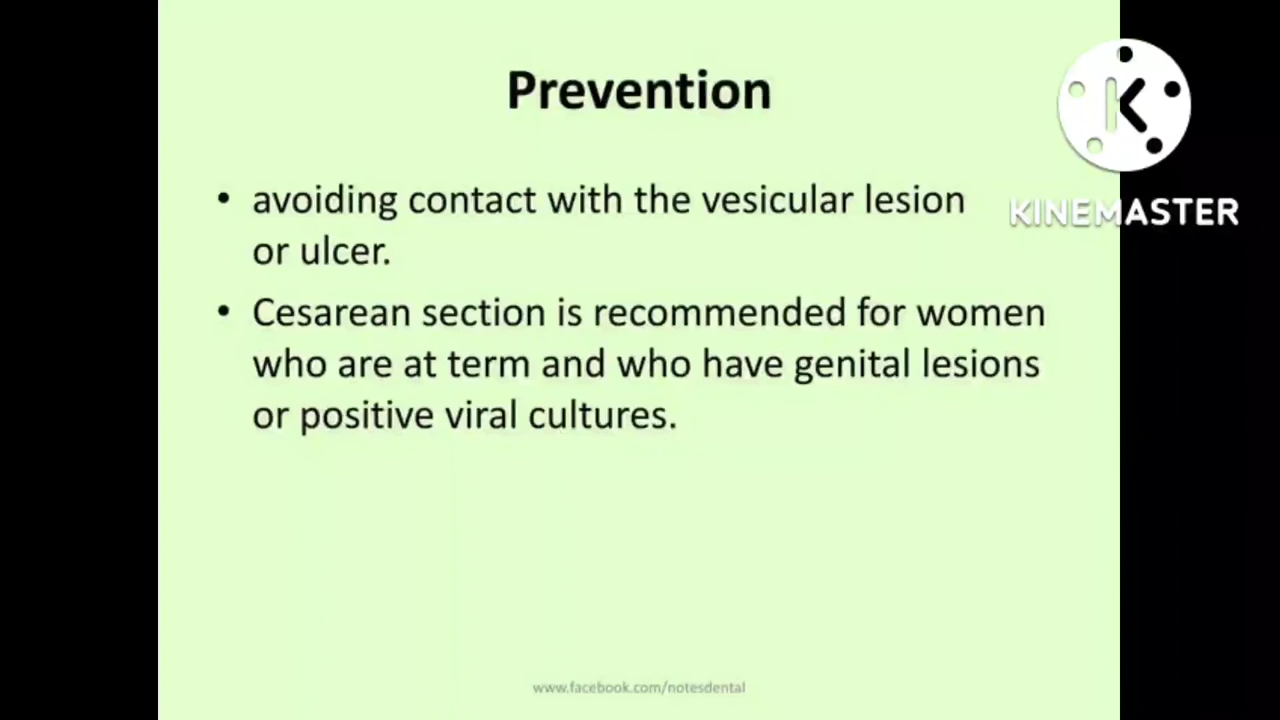 Prevention
K
KINEMASTER
• avoiding contact with the vesicular lesion
or ulcer.
• Cesarean section is recommended for women
who are at term and who have genital lesions
or positive viral cultures.
www.facebook.com/notesdental